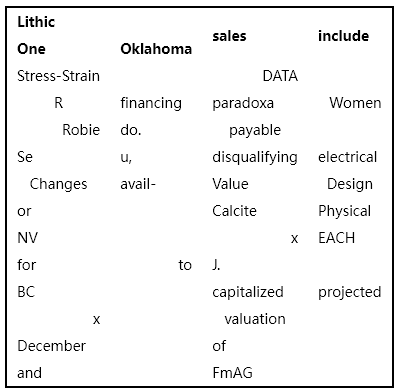 Lithic One Oklahoma sales include
Stress-Strain DATA
R financing paradoxa Women
Robie do. payable
Se u, disqualifying electrical
Changes avail- Value Design
or Calcite Physical
NV x EACH
for to J.
BC capitalized projected
x valuation
December of
and FmAG